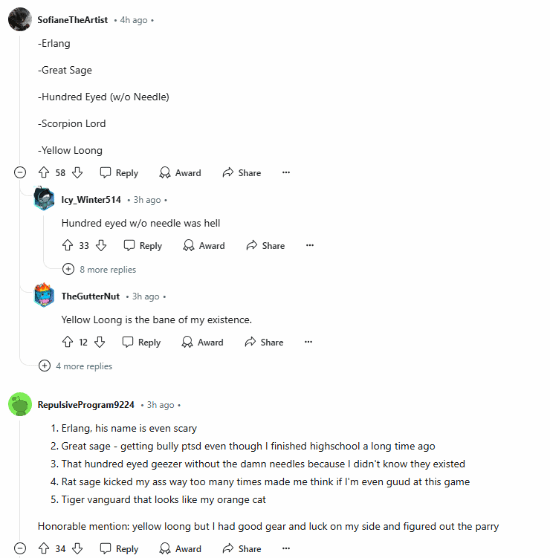 SofianeTheArtist • 4h ago •
-Erlang
-Great Sage
-Hundred Eyed (w/o Needle)
-Scorpion Lord
-Yellow Loong
58 Reply Award Share ...
Icy_Winter514 • 3h ago •
Hundred eyed w/o needle was hell
33 Reply Award Share ...
8 more replies
TheGutterNut • 3h ago •
Yellow Loong is the bane of my existence.
12 Reply Award Share ...
4 more replies
RepulsiveProgram9224 • 3h ago •
1. Erlang, his name is even scary
2. Great sage - getting bully ptsd even though I finished highschool a long time ago
3. That hundred eyed geezer without the damn needles because I didn't know they existed
4. Rat sage kicked my ass way too many times made me think if I'm even guud at this game
5. Tiger vanguard that looks like my orange cat
Honorable mention: yellow loong but I had good gear and luck on my side and figured out the parry
34 Reply Award Share ...